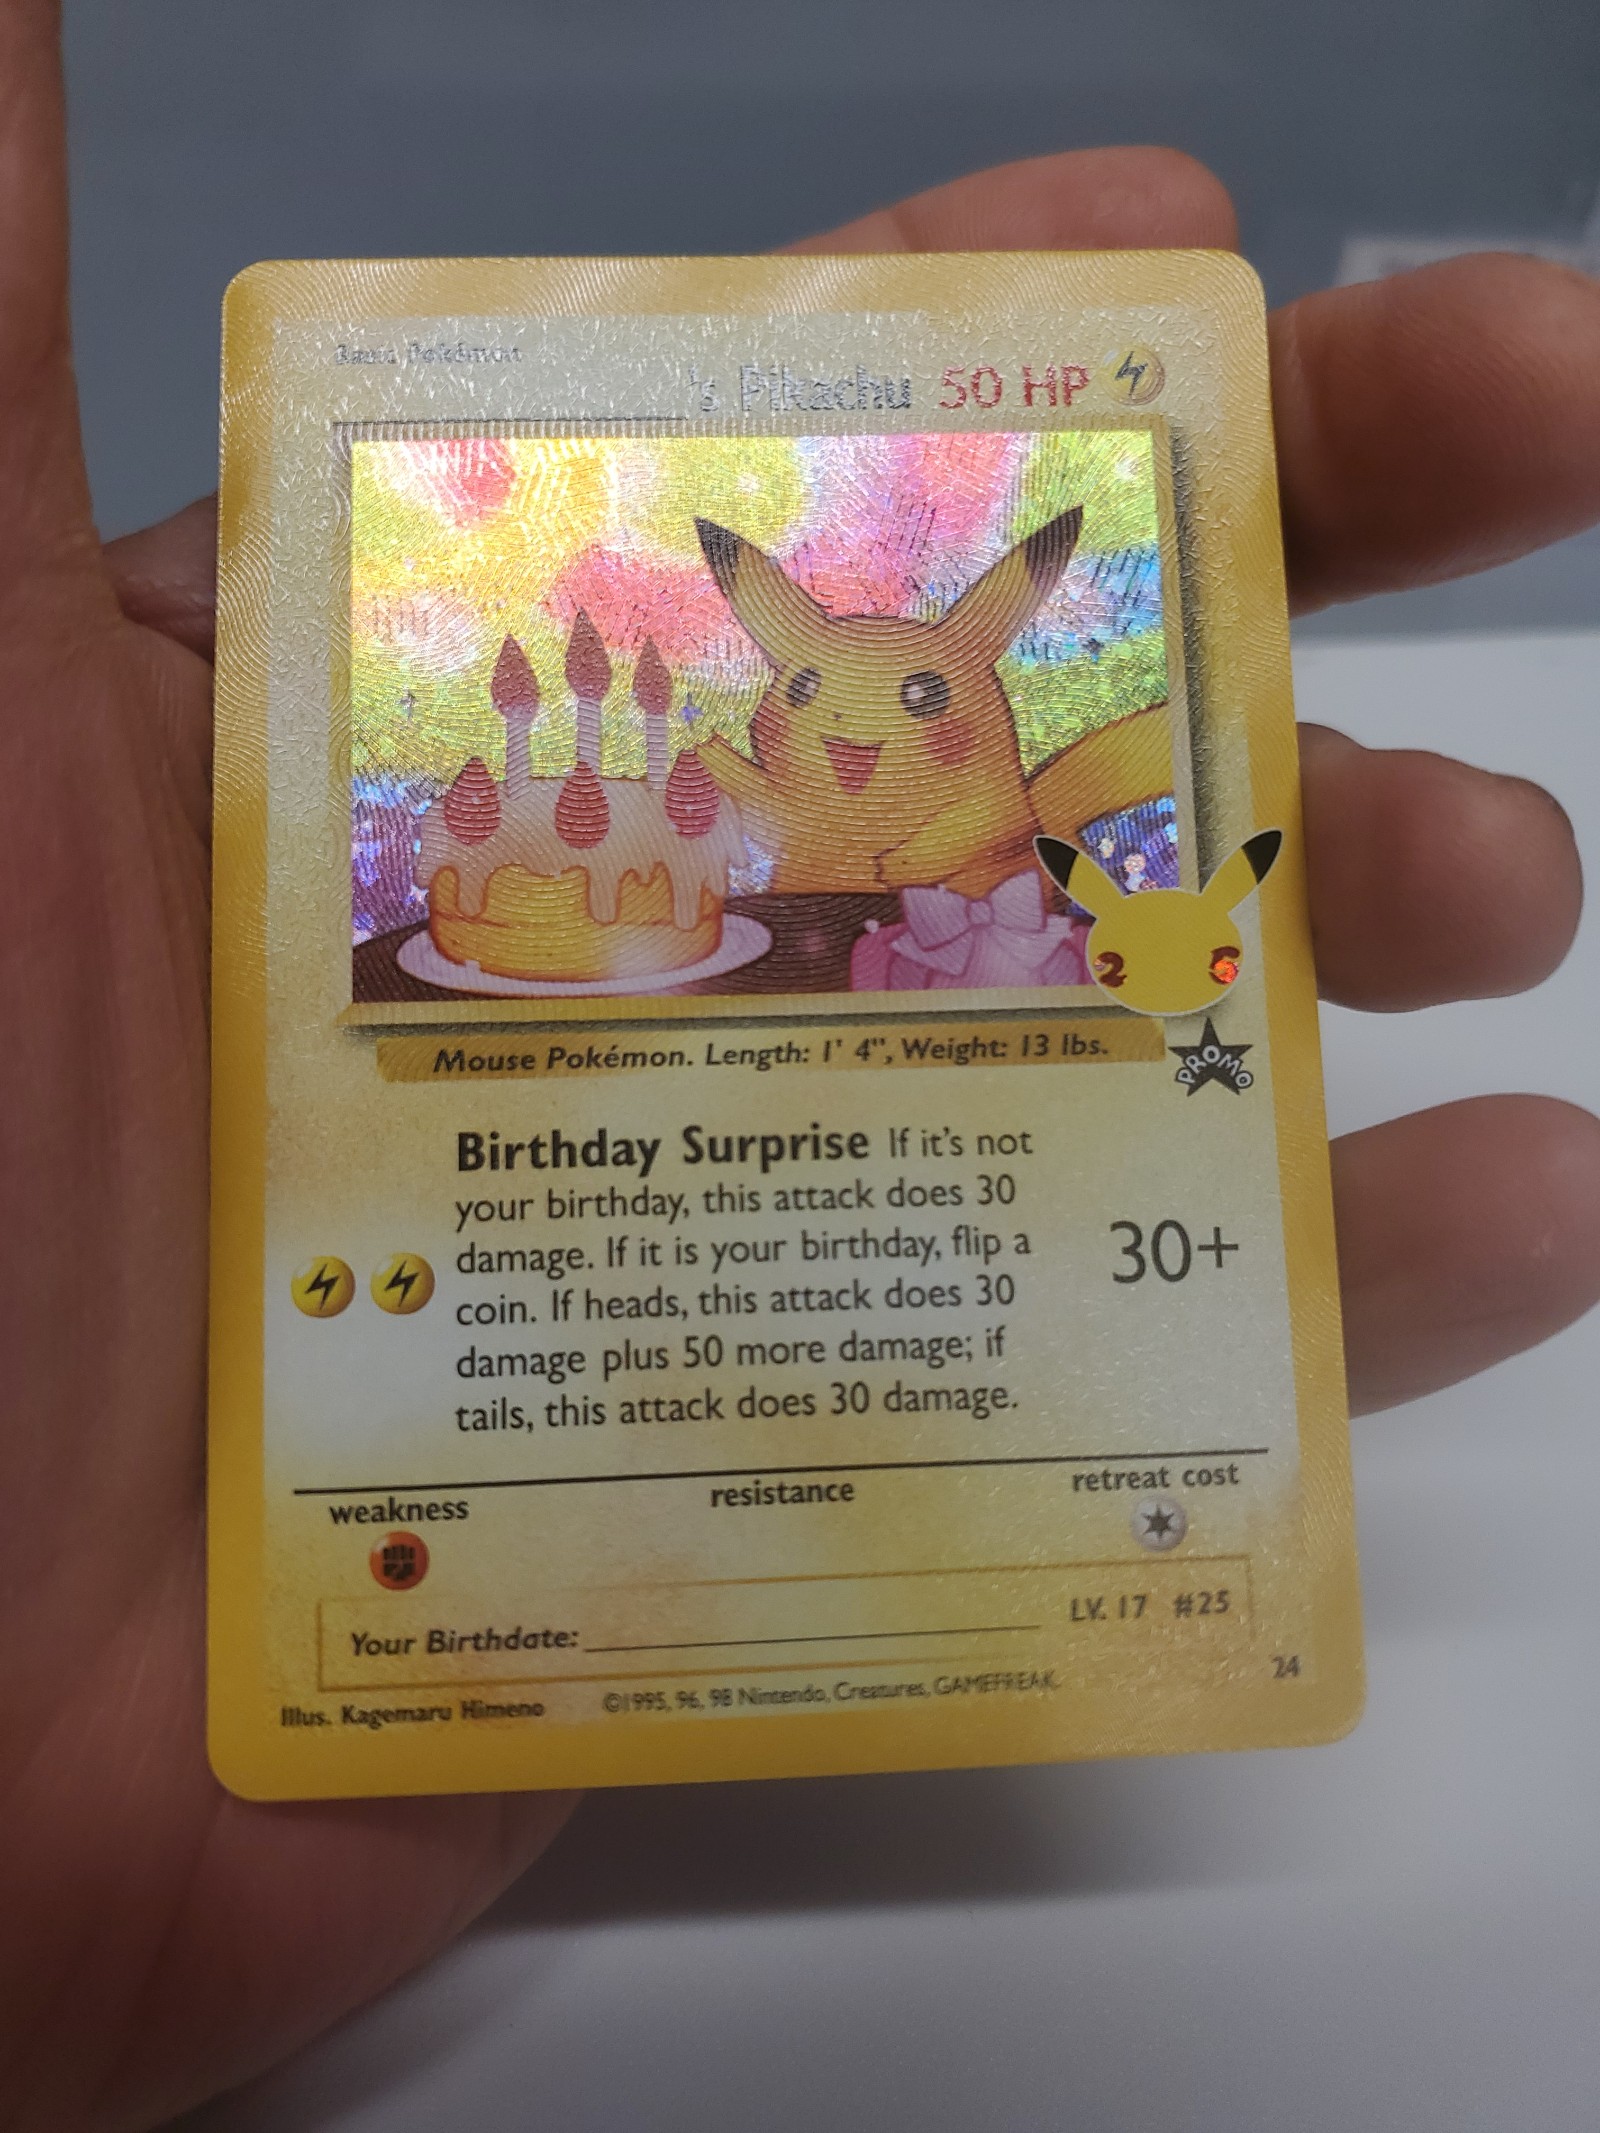 Basic Pokémon
's Pikachu 50 HP
25
Mouse Pokémon. Length: 1' 4", Weight: 13 lbs.
PROMO
Birthday Surprise If it's not
your birthday, this attack does 30
damage. If it is your birthday, flip a
coin. If heads, this attack does 30
damage plus 50 more damage; if
tails, this attack does 30 damage.
30+
weakness resistance retreat cost
LV. 17 #25
Your Birthdate:
24
Illus. Kagemaru Himeno ©1995, 96, 98 Nintendo, Creatures, GAMEFREAK.